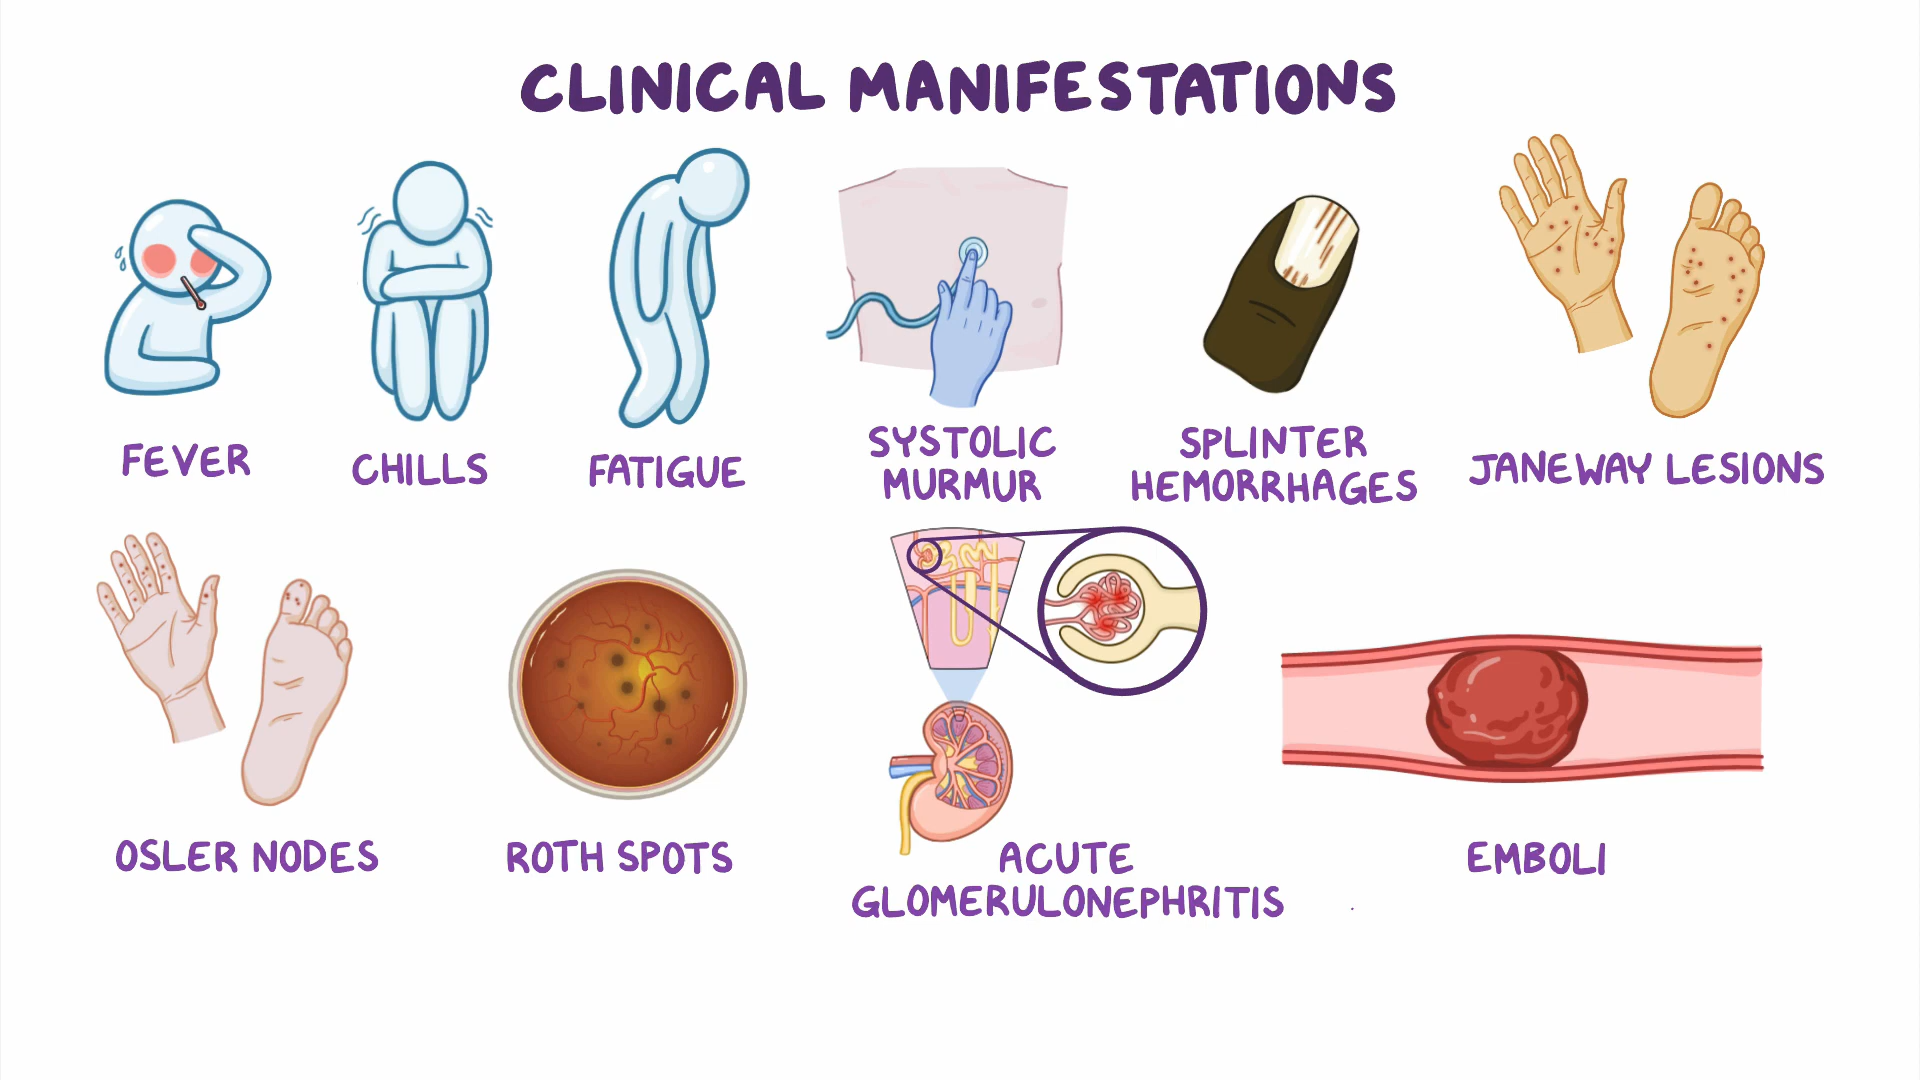 CLINICAL MANIFESTATIONS
FEVER
CHILLS
FATIGUE
SYSTOLIC
MURMUR
SPLINTER
HEMORRHAGES
JANEWAY LESIONS
OSLER NODES
ROTH SPOTS
ACUTE
GLOMERULONEPHRITIS
EMBOLI